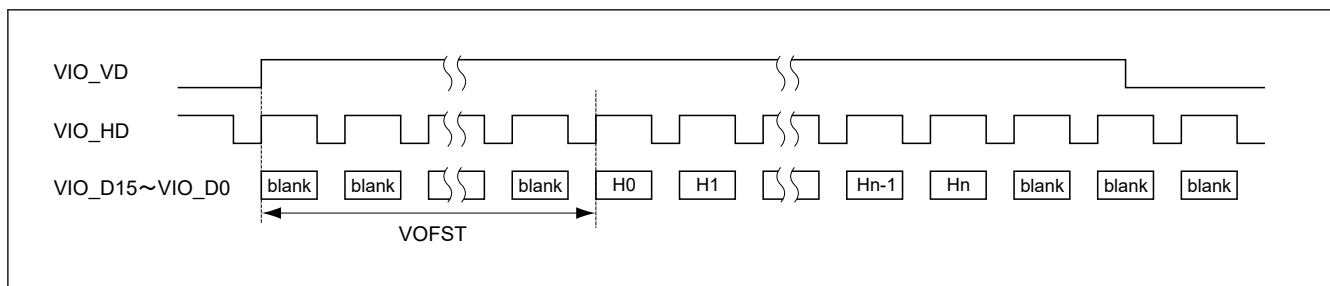 VIO_VD
VIO_HD
VIO_D15～VIO_D0 blank blank blank H0 H1 Hn-1 Hn blank blank blank
VOFST